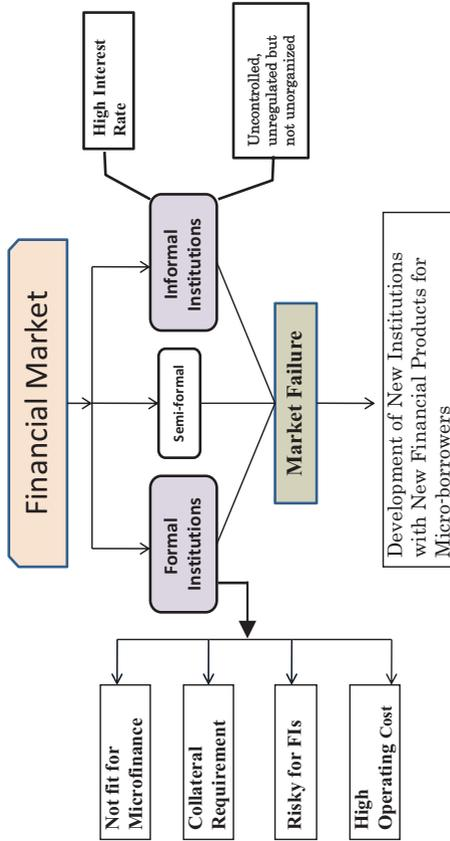 Financial Market
Formal
Institutions
Semi-formal
Informal
Institutions
High Interest
Rate
Uncontrolled,
unregulated but
not unorganized
Not fit for
Microfinance
Collateral
Requirement
Risky for FIs
High
Operating Cost
Market Failure
Development of New Institutions
with New Financial Products for
Micro-borrowers